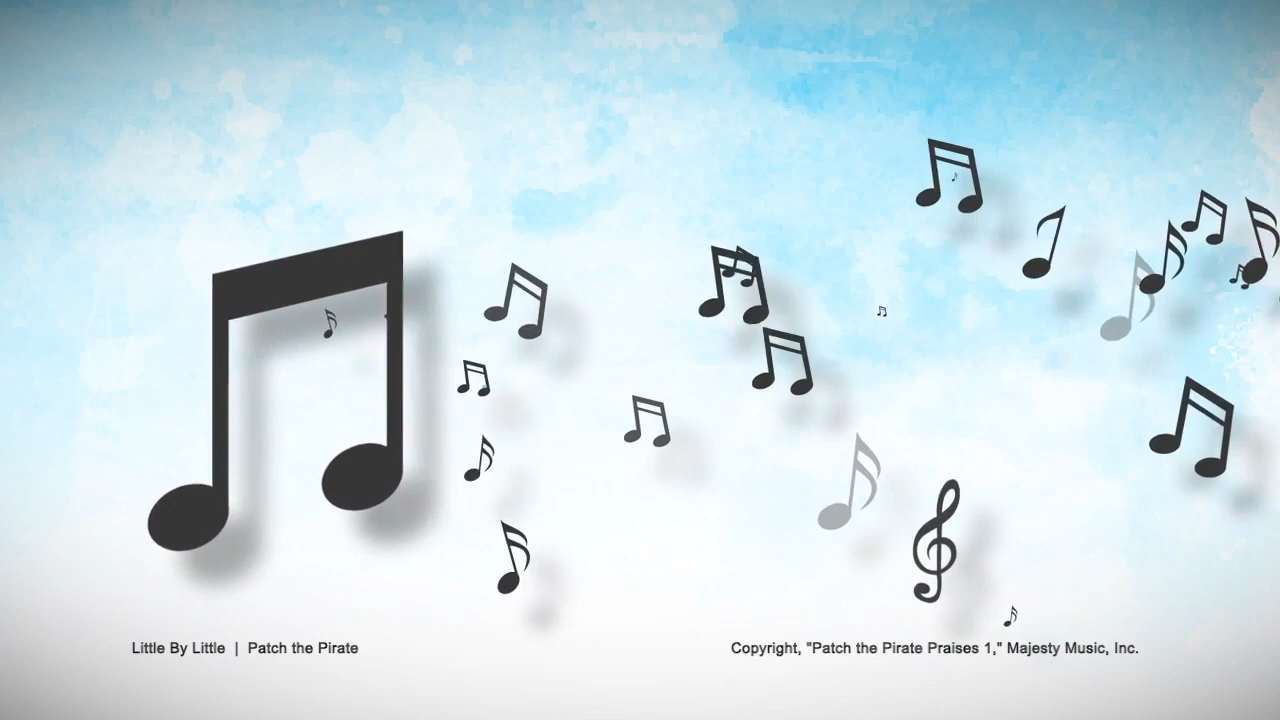 Little By Little | Patch the Pirate
Copyright, "Patch the Pirate Praises 1," Majesty Music, Inc.